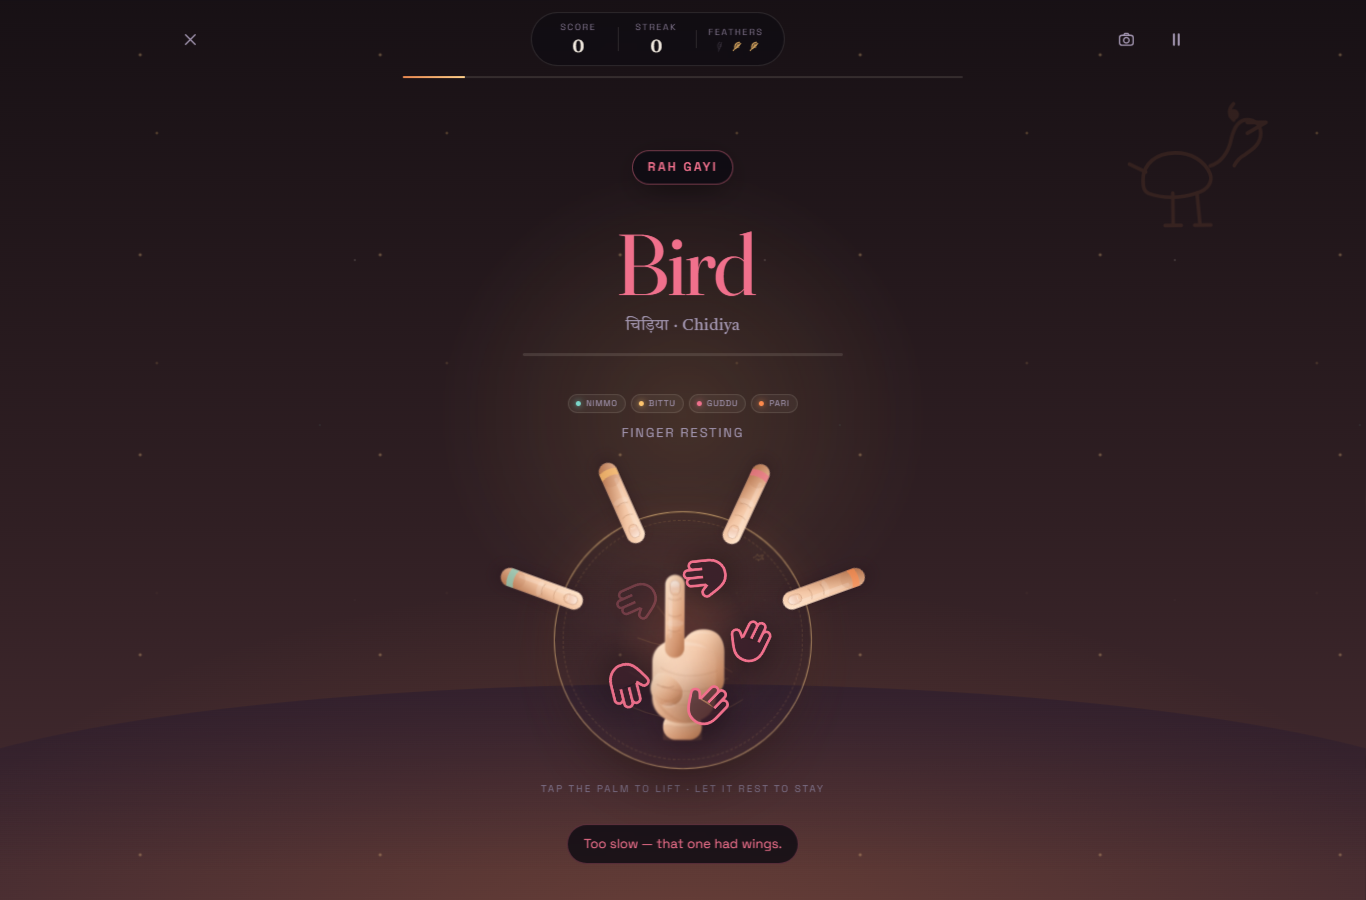 SCORE STREAK FEATHERS
0 0
RAH GAYI
Bird
चिड़िया · Chidiya
NIMMO BITTU GUDDU PARI
FINGER RESTING
TAP THE PALM TO LIFT · LET IT REST TO STAY
Too slow — that one had wings.